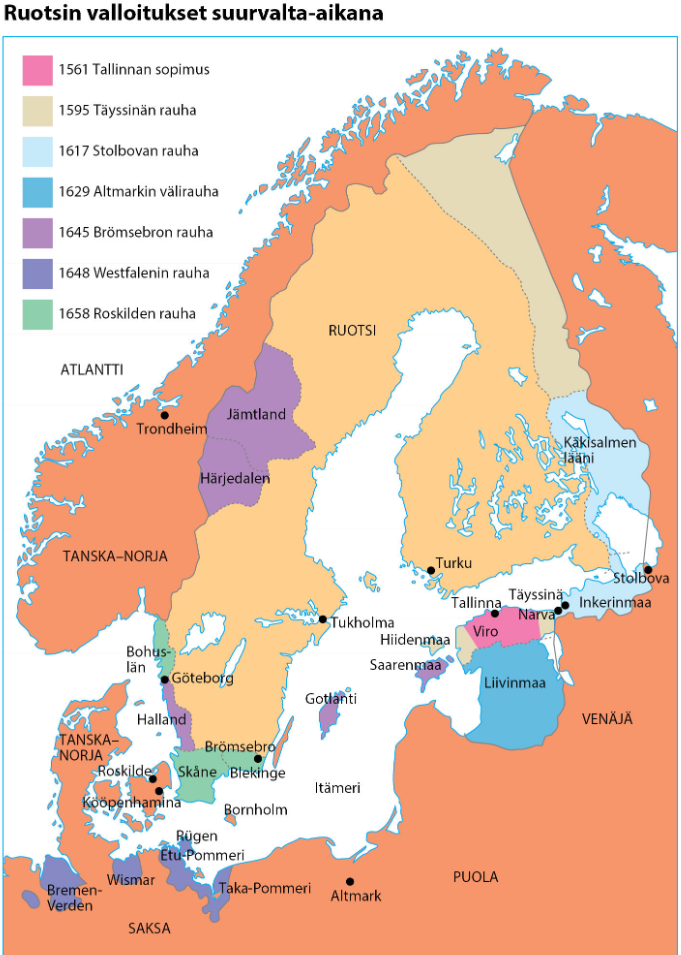 Ruotsin valloitukset suurvalta-aikana
1561 Tallinnan sopimus
1595 Täyssinän rauha
1617 Stolbovan rauha
1629 Altmarkin välirauha
1645 Brömsebron rauha
1648 Westfalenin rauha
1658 Roskilden rauha
RUOTSI
ATLANTTI
Trondheim
Jämtland
Käkisalmen
lääni
Härjedalen
TANSKA–NORJA
Turku
Stolbova
Täyssinä
Tallinna
Inkerinmaa
Narva
Tukholma
Viro
Hiidenmaa
Bohus-
län
Saarenmaa
Göteborg
Liivinmaa
Gotlanti
Halland
VENÄJÄ
TANSKA–
NORJA
Brömsebro
Roskilde
Skåne
Blekinge
Itämeri
Kööpenhamina
Bornholm
Rügen
Etu-Pommeri
Wismar
Taka-Pommeri
PUOLA
Bremen-
Verden
Altmark
SAKSA